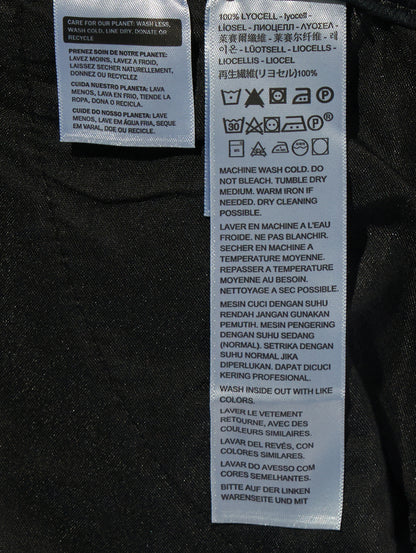 CARE FOR OUR PLANET: WASH LESS,
WASH COLD, LINE DRY, DONATE OR
RECYCLE
PRENEZ SOIN DE NOTRE PLANETE:
LAVEZ MOINS, LAVEZ A FROID,
LAISSEZ SECHER NATURELLEMENT,
DONNEZ OU RECYCLEZ
CUIDA NUESTRO PLANETA: LAVA
MENOS, LAVA EN FRIO, TIENDE LA
ROPA, DONA O RECICLA.
CUIDE DO NOSSO PLANETA: LAVE
MENOS, LAVE EM ÁGUA FRIA, SEQUE
EM VARAL, DOE OU RECICLE.
100% LYOCELL - lyocell -
LİOSEL - ЛИОЦЕЛЛ - ΛΥΟΣΕΛ -
莱赛尔纤维 - 萊賽爾纖維 - 레
이온 - LÜOTSELL - LIOCELLS -
LIOCELLIS - LIOCEL
再生繊維(リヨセル)100%
30
MACHINE WASH COLD. DO
NOT BLEACH. TUMBLE DRY
MEDIUM. WARM IRON IF
NEEDED. DRY CLEANING
POSSIBLE.
LAVER EN MACHINE A L'EAU
FROIDE. NE PAS BLANCHIR.
SECHER EN MACHINE A
TEMPERATURE MOYENNE.
REPASSER A TEMPERATURE
MOYENNE AU BESOIN.
NETTOYAGE A SEC POSSIBLE.
MESIN CUCI DENGAN SUHU
RENDAH JANGAN GUNAKAN
PEMUTIH. MESIN PENGERING
DENGAN SUHU SEDANG
(NORMAL). SETRIKA DENGAN
SUHU NORMAL JIKA
DIPERLUKAN. DAPAT DICUCI
KERING PROFESIONAL.
WASH INSIDE OUT WITH LIKE
COLORS.
LAVER LE VETEMENT
RETOURNE, AVEC DES
COULEURS SIMILAIRES.
LAVAR DEL REVÉS, CON
COLORES SIMILARES.
LAVAR DO AVESSO COM
CORES SEMELHANTES.
BITTE AUF DER LINKEN
WARENSEITE UND MIT